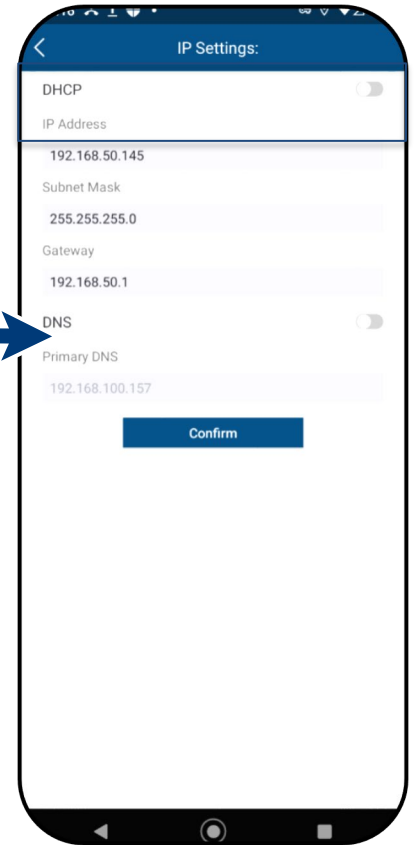 IP Settings:
DHCP
IP Address
192.168.50.145
Subnet Mask
255.255.255.0
Gateway
192.168.50.1
DNS
Primary DNS
192.168.100.157
Confirm